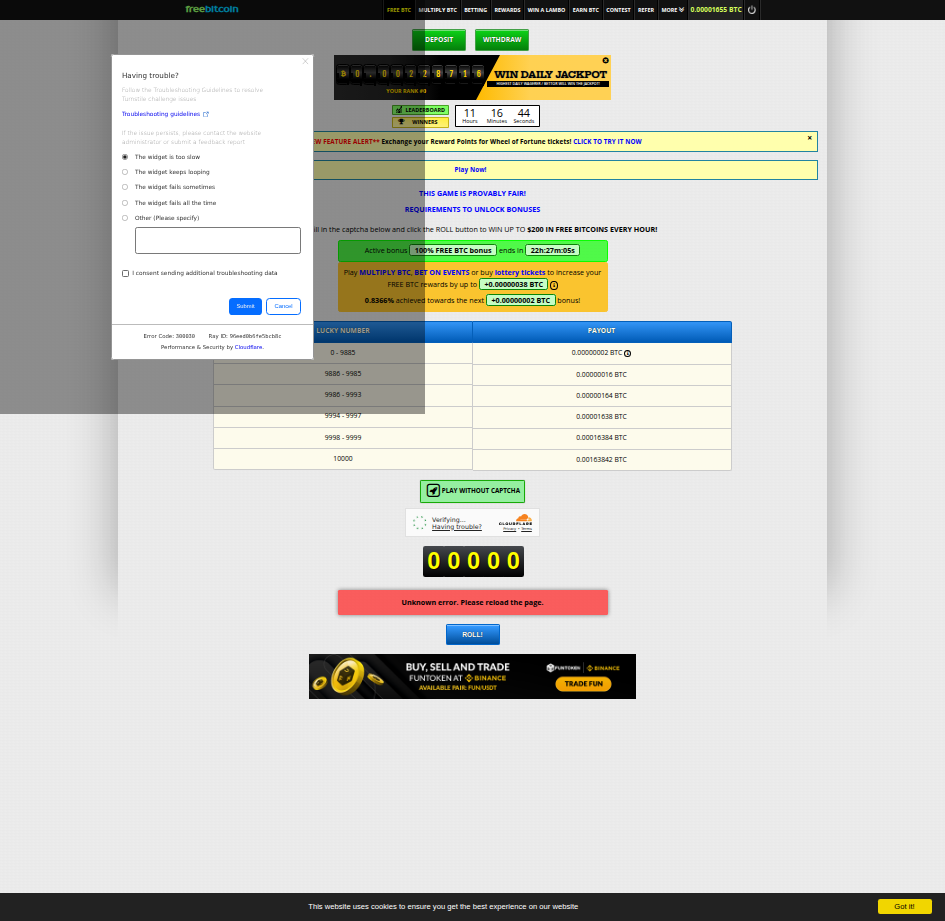 freebitcoin
FREE BTC MULTIPLY BTC BETTING REWARDS WIN A LAMBO EARN BTC CONTEST REFER MORE 0.00001655 BTC
DEPOSIT WITHDRAW
00.00228716 WIN DAILY JACKPOT
HIGHEST DAILY WAGERER / BETTOR WILL WIN THE JACKPOT
YOUR RANK #0
LEADERBOARD
WINNERS
11 16 44
Hours Minutes Seconds
EW FEATURE ALERT** Exchange your Reward Points for Wheel of Fortune tickets! CLICK TO TRY IT NOW
Play Now!
THIS GAME IS PROVABLY FAIR!
REQUIREMENTS TO UNLOCK BONUSES
ill in the captcha below and click the ROLL button to WIN UP TO $200 IN FREE BITCOINS EVERY HOUR!
Active bonus 100% FREE BTC bonus ends in 22h:27m:05s
Play MULTIPLY BTC, BET ON EVENTS or buy lottery tickets to increase your
FREE BTC rewards by up to +0.00000038 BTC
0.8366% achieved towards the next +0.00000002 BTC bonus!
Having trouble?
Follow the Troubleshooting Guidelines to resolve
Turnstile challenge issues
Troubleshooting guidelines
If the issue persists, please contact the website
administrator or submit a feedback report
The widget is too slow
The widget keeps looping
The widget fails sometimes
The widget fails all the time
Other (Please specify)
I consent sending additional troubleshooting data
Submit Cancel
Error Code: 300030 Ray ID:
Performance & Security by Cloudflare.
LUCKY NUMBER PAYOUT
0 - 9885 0.00000002 BTC
9886 - 9985 0.00000016 BTC
9986 - 9993 0.00000164 BTC
9994 - 9997 0.00001638 BTC
9998 - 9999 0.00016384 BTC
10000 0.00163842 BTC
PLAY WITHOUT CAPTCHA
Verifying...
Having trouble?
CLOUDFLARE
Privacy • Terms
00000
Unknown error. Please reload the page.
ROLL!
BUY, SELL AND TRADE
FUNTOKEN AT BINANCE
AVAILABLE PAIR: FUN/USDT
FUNTOKEN BINANCE
TRADE FUN
This website uses cookies to ensure you get the best experience on our website
Got it!